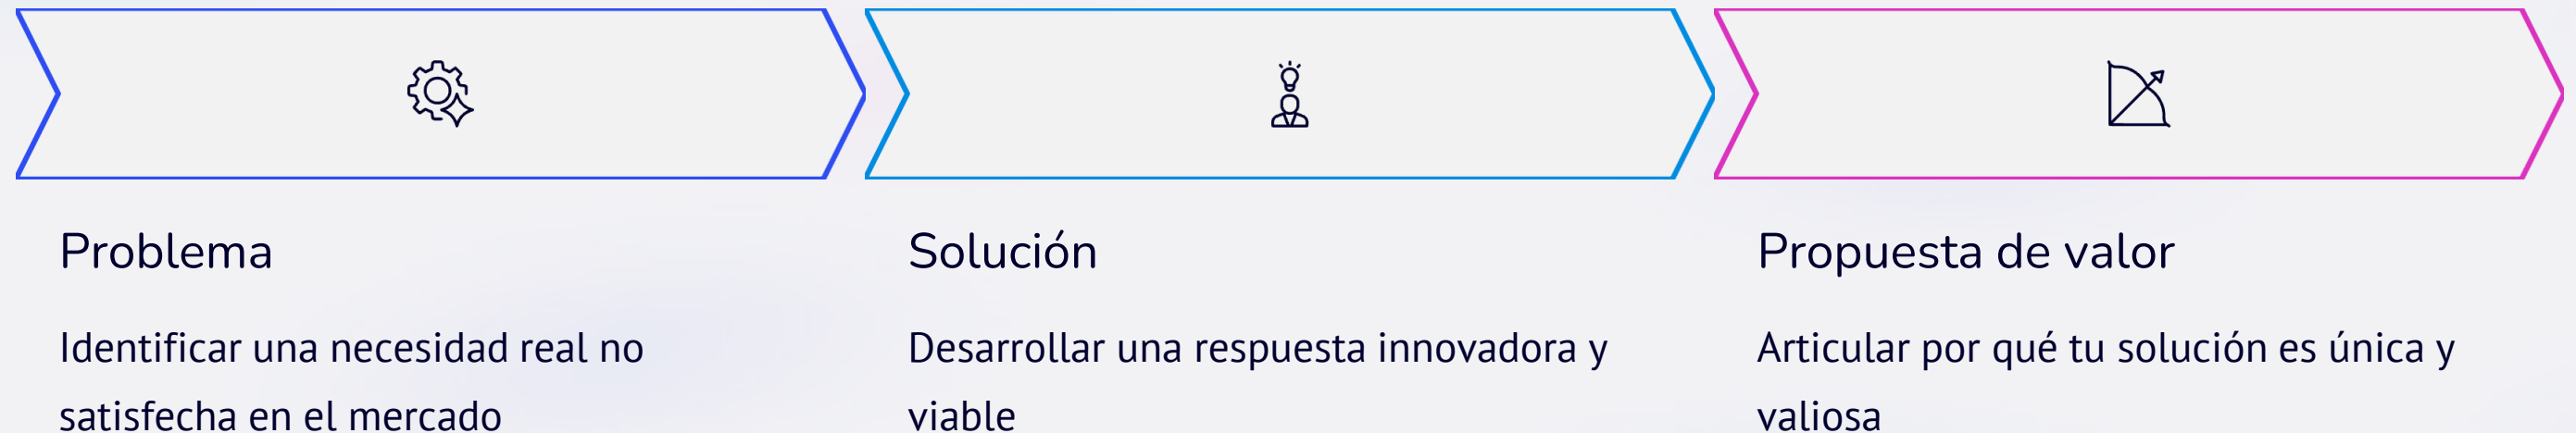 Problema
Identificar una necesidad real no
satisfecha en el mercado
Solución
Desarrollar una respuesta innovadora y
viable
Propuesta de valor
Articular por qué tu solución es única y
valiosa